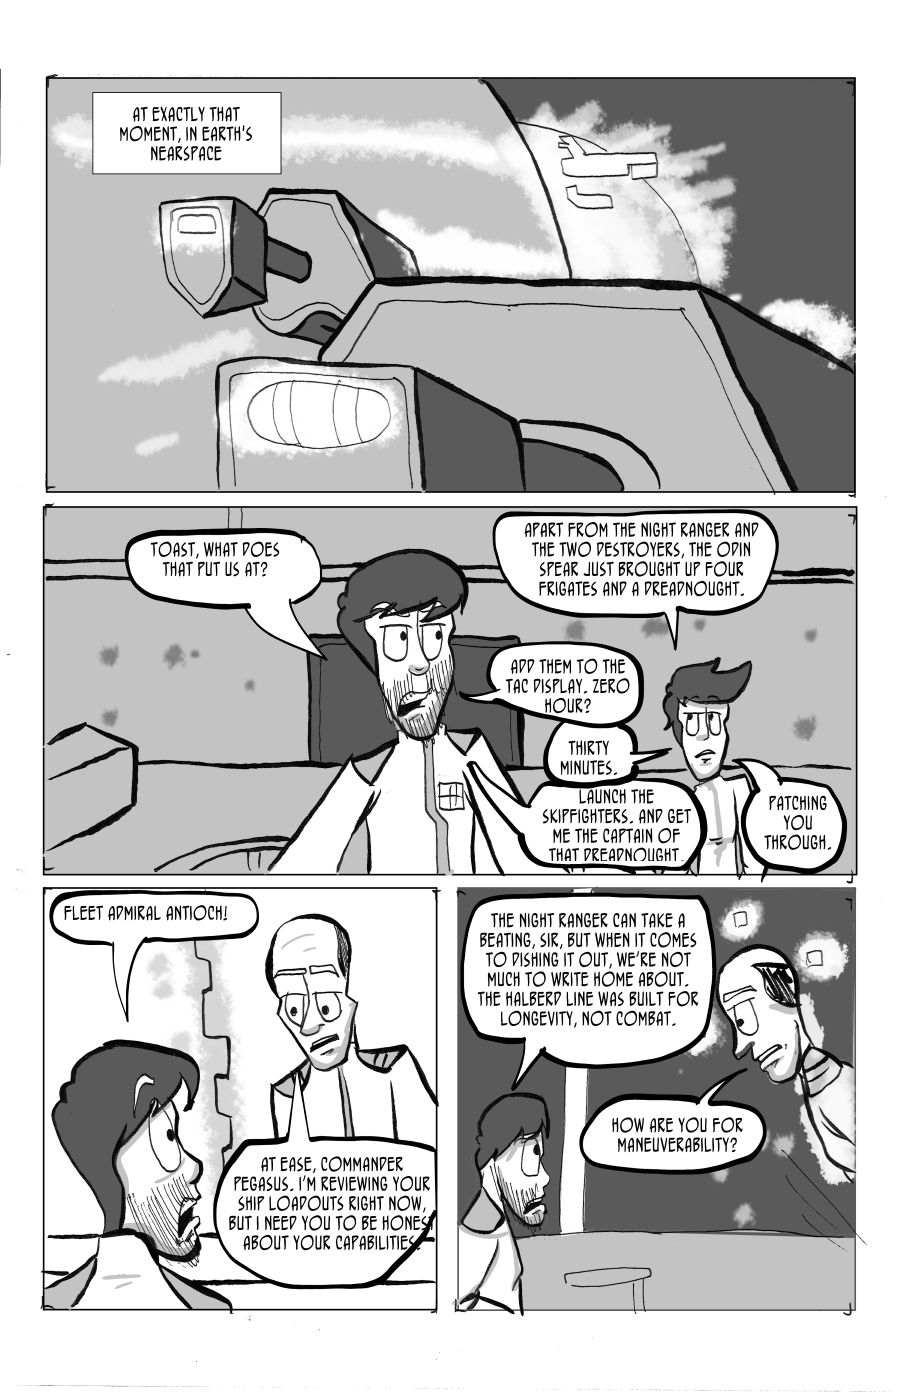 AT EXACTLY THAT
MOMENT, IN EARTH'S
NEARSPACE
TOAST, WHAT DOES
THAT PUT US AT?
APART FROM THE NIGHT RANGER AND
THE TWO DESTROYERS, THE ODIN
SPEAR JUST BROUGHT UP FOUR
FRIGATES AND A DREADNOUGHT.
ADD THEM TO THE
TAC DISPLAY. ZERO
HOUR?
THIRTY
MINUTES.
LAUNCH THE
SKIPFIGHTERS. AND GET
ME THE CAPTAIN OF
THAT DREADNOUGHT.
PATCHING
YOU
THROUGH.
FLEET ADMIRAL ANTIOCH!
AT EASE, COMMANDER
PEGASUS. I'M REVIEWING YOUR
SHIP LOADOUTS RIGHT NOW,
BUT I NEED YOU TO BE HONEST
ABOUT YOUR CAPABILITIES.
THE NIGHT RANGER CAN TAKE A
BEATING, SIR, BUT WHEN IT COMES
TO DISHING IT OUT, WE'RE NOT
MUCH TO WRITE HOME ABOUT.
THE HALBERD LINE WAS BUILT FOR
LONGEVITY, NOT COMBAT.
HOW ARE YOU FOR
MANEUVERABILITY?